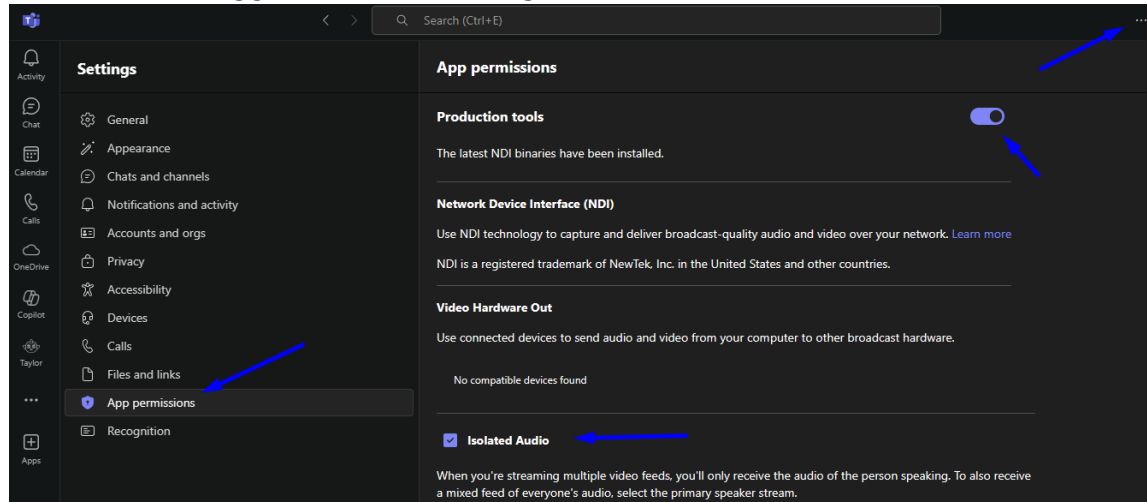 Search (Ctrl+E)
Activity
Chat
Calendar
Calls
OneDrive
Copilot
Taylor
Apps
Settings
General
Appearance
Chats and channels
Notifications and activity
Accounts and orgs
Privacy
Accessibility
Devices
Calls
Files and links
App permissions
Recognition
App permissions
Production tools
The latest NDI binaries have been installed.
Network Device Interface (NDI)
Use NDI technology to capture and deliver broadcast-quality audio and video over your network. Learn more
NDI is a registered trademark of NewTek, Inc. in the United States and other countries.
Video Hardware Out
Use connected devices to send audio and video from your computer to other broadcast hardware.
No compatible devices found
Isolated Audio
When you're streaming multiple video feeds, you'll only receive the audio of the person speaking. To also receive
a mixed feed of everyone's audio, select the primary speaker stream.